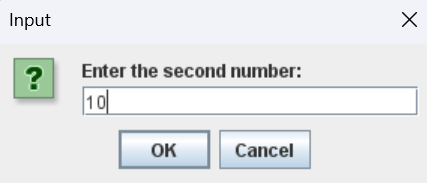 Input
?
Enter the second number:
10
OK
Cancel